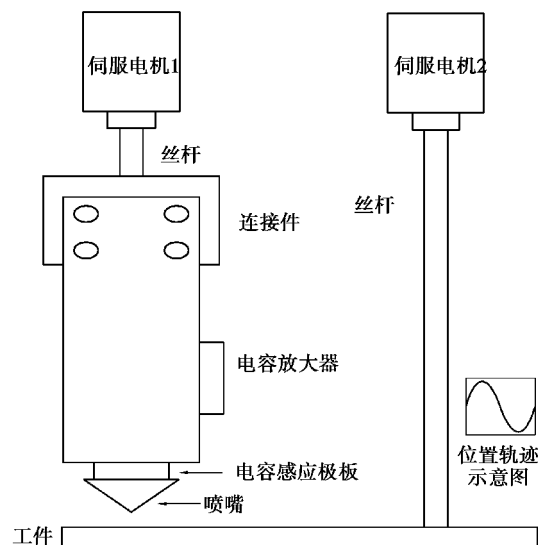 伺服电机1
伺服电机2
丝杆
丝杆
连接件
电容放大器
位置轨迹
示意图
电容感应极板
喷嘴
工件